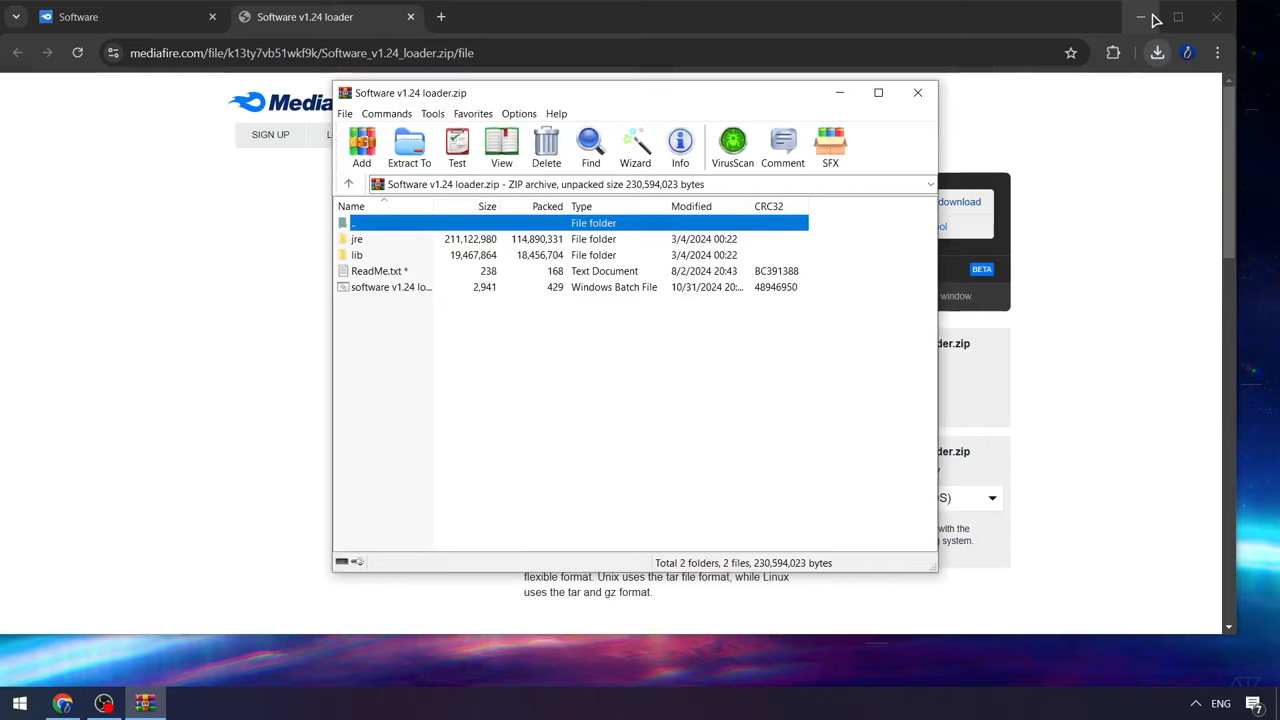 Software
Software v1.24 loader
mediafire.com/file/k13ty7vb51wkf9k/Software_v1.24_loader.zip/file
Media
SIGN UP L
Software v1.24 loader.zip
File Commands Tools Favorites Options Help
Add Extract To Test View Delete Find Wizard Info VirusScan Comment SFX
Software v1.24 loader.zip - ZIP archive, unpacked size 230,594,023 bytes
Name Size Packed Type Modified CRC32
.. File folder
jre 211,122,980 114,890,331 File folder 3/4/2024 00:22
lib 19,467,864 18,456,704 File folder 3/4/2024 00:22
ReadMe.txt * 238 168 Text Document 8/2/2024 20:43 BC391388
software v1.24 lo... 2,941 429 Windows Batch File 10/31/2024 20:... 48946950
Total 2 folders, 2 files, 230,594,023 bytes
download
ol
BETA
window.
der.zip
der.zip
y
S)
with the
g system.
flexible format. Unix uses the tar file format, while Linux
uses the tar and gz format.
ENG
7